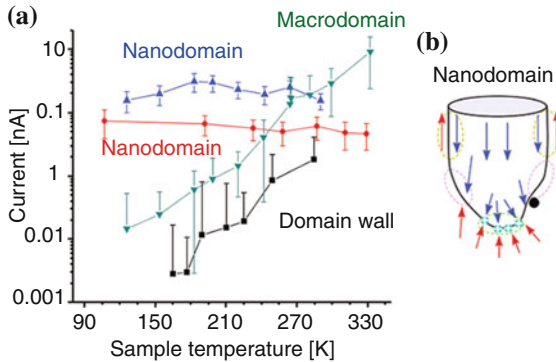 (a)
Macrodomain
Nanodomain
Nanodomain
Domain wall
Current [nA]
10
0.1
1
0.01
0.001
90
150
210
270
330
Sample temperature [K]
(b)
Nanodomain